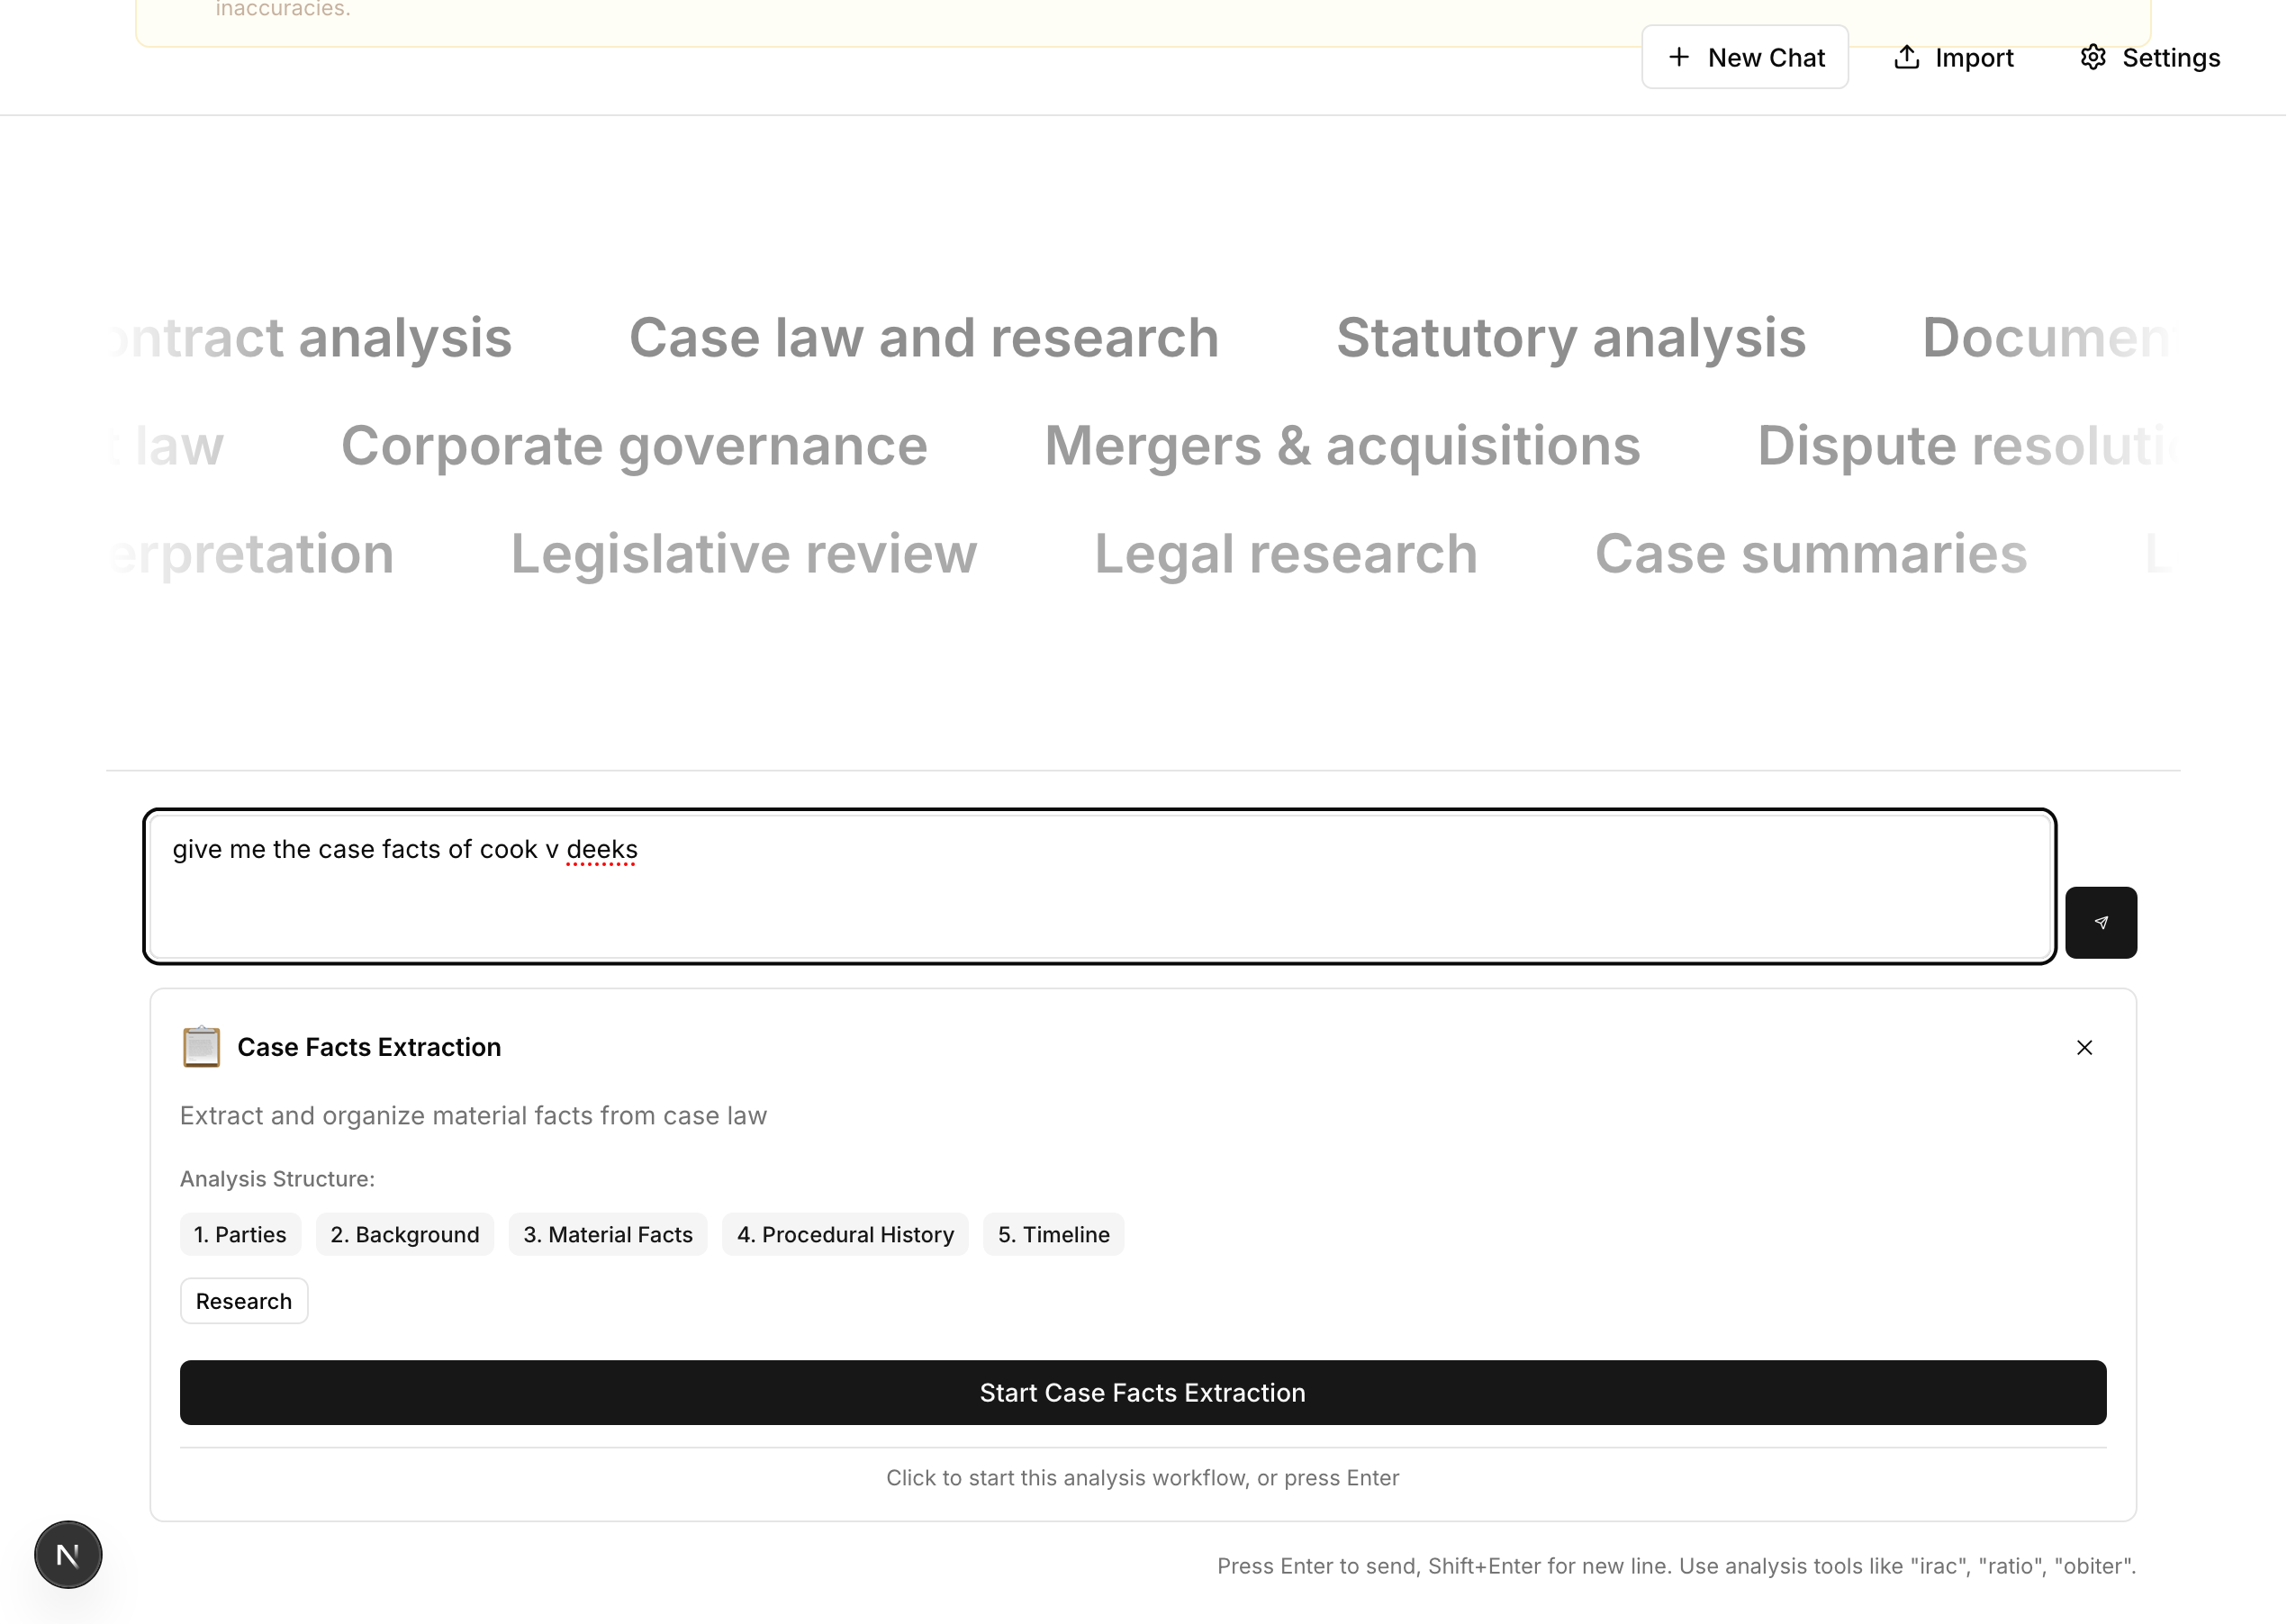 inaccuracies.
New Chat
Import
Settings
ontract analysis
Case law and research
Statutory analysis
Documen
t law
Corporate governance
Mergers & acquisitions
Dispute resoluti
erpretation
Legislative review
Legal research
Case summaries
L
give me the case facts of cook v deeks
Case Facts Extraction
Extract and organize material facts from case law
Analysis Structure:
1. Parties
2. Background
3. Material Facts
4. Procedural History
5. Timeline
Research
Start Case Facts Extraction
Click to start this analysis workflow, or press Enter
N
Press Enter to send, Shift+Enter for new line. Use analysis tools like "irac", "ratio", "obiter".